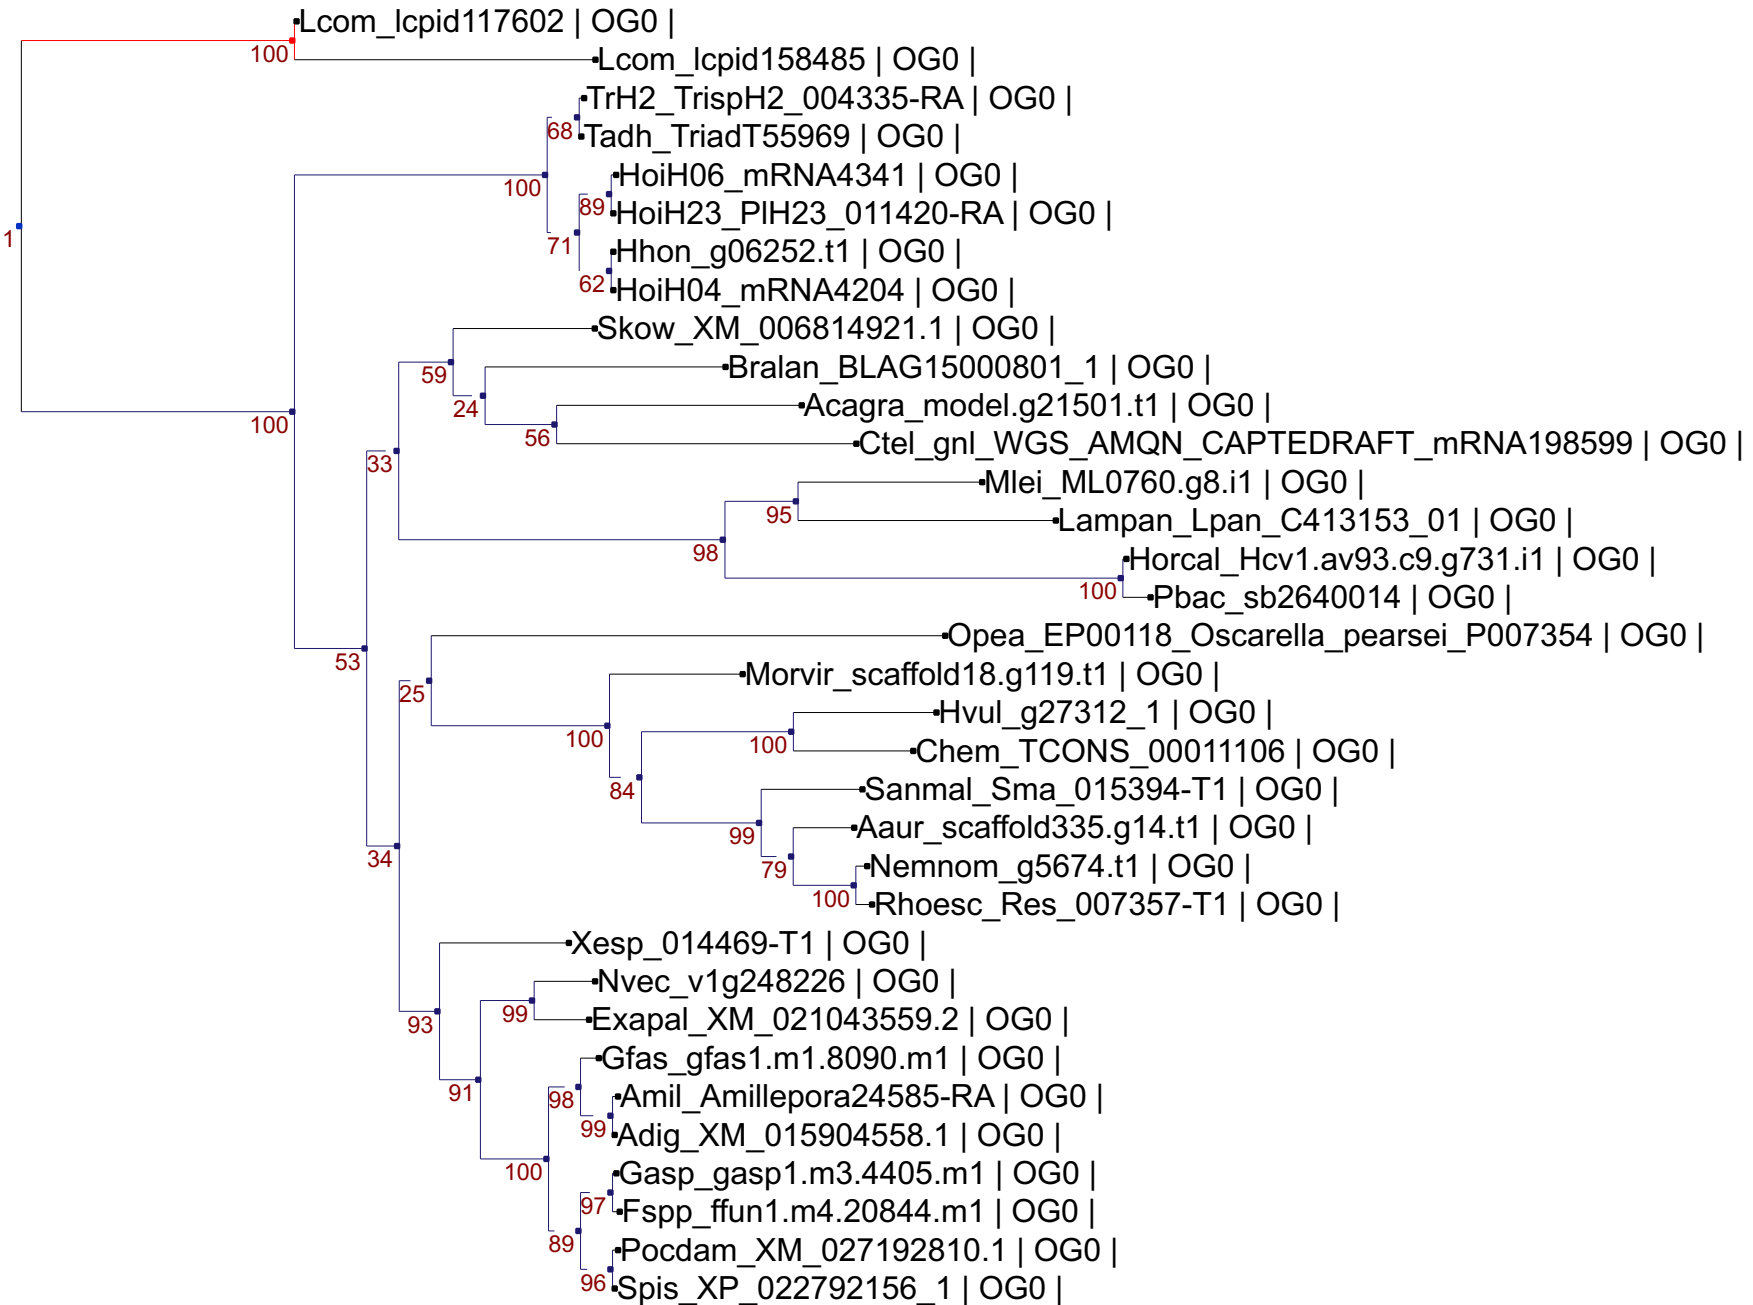 Lcom_lcpid117602 | OG0 |
100
Lcom_lcpid158485 | OG0 |
TrH2_TrispH2_004335-RA | OG0 |
68
Tadh_TriadT55969 | OG0 |
HoiH06_mRNA4341 | OG0 |
100
89
HoiH23_PlH23_011420-RA | OG0 |
1
71
Hhon_g06252.t1 | OG0 |
62
HoiH04_mRNA4204 | OG0 |
Skow_XM_006814921.1 | OG0 |
59
Bralan_BLAG15000801_1 | OG0 |
24
Acagra_model.g21501.t1 | OG0 |
100
56
Ctel_gnl_WGS_AMQN_CAPTEDRAFT_mRNA198599 | OG0 |
33
Mlei_ML0760.g8.i1 | OG0 |
95
Lampan_Lpan_C413153_01 | OG0 |
98
Horcal_Hcv1.av93.c9.g731.i1 | OG0 |
100
Pbac_sb2640014 | OG0 |
Opea_EP00118_Oscarella_pearsei_P007354 | OG0 |
53
Morvir_scaffold18.g119.t1 | OG0 |
25
Hvul_g27312_1 | OG0 |
100
100
Chem_TCONS_00011106 | OG0 |
84
Sanmal_Sma_015394-T1 | OG0 |
99
Aaur_scaffold335.g14.t1 | OG0 |
34
79
Nemnom_g5674.t1 | OG0 |
100
Rhoesc_Res_007357-T1 | OG0 |
Xesp_014469-T1 | OG0 |
Nvec_v1g248226 | OG0 |
99
93
Exapal_XM_021043559.2 | OG0 |
Gfas_gfas1.m1.8090.m1 | OG0 |
91
98
Amil_Amillepora24585-RA | OG0 |
99
Adig_XM_015904558.1 | OG0 |
100
Gasp_gasp1.m3.4405.m1 | OG0 |
97
Fspp_ffun1.m4.20844.m1 | OG0 |
89
Pocdam_XM_027192810.1 | OG0 |
96
Spis_XP_022792156_1 | OG0 |